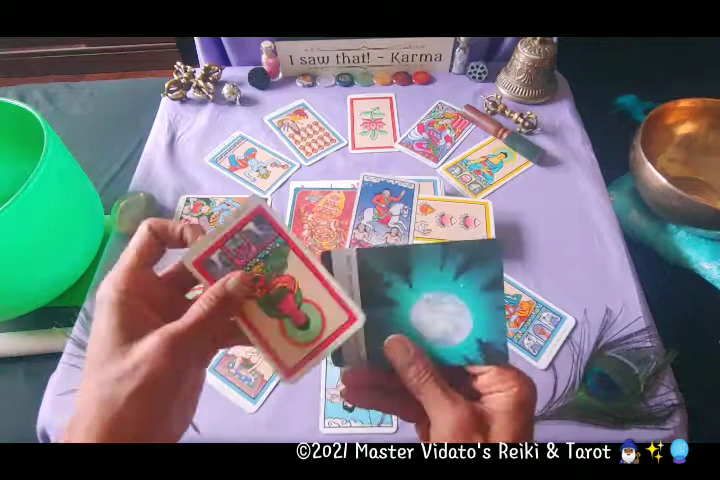 I saw that! - Karma
©2021 Master Vidato's Reiki & Tarot 🧙‍♂️✨🔮